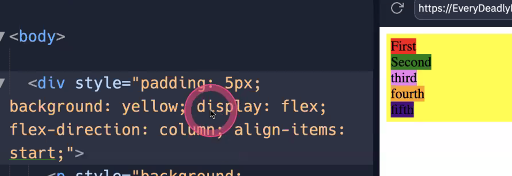 https://EveryDeadly
<body>
<div style="padding: 5px;
background: yellow; display: flex;
flex-direction: column; align-items:
start;">
<p style="background:
First
Second
third
fourth
fifth